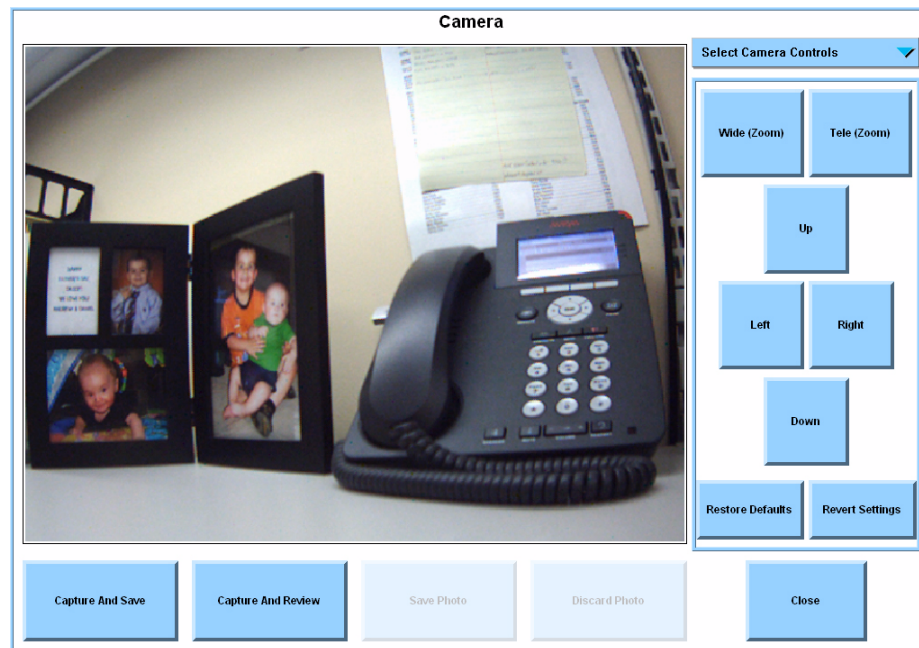 Camera
Select Camera Controls
Wide (Zoom)
Tele (Zoom)
Up
Left
Right
Down
Restore Defaults
Revert Settings
Capture And Save
Capture And Review
Save Photo
Discard Photo
Close